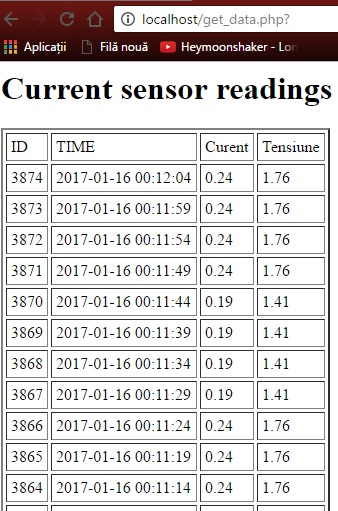 localhost/get_data.php?
Aplicații Filă nouă Heymoonshaker - Lon
Current sensor readings
ID TIME Curent Tensiune
3874 2017-01-16 00:12:04 0.24 1.76
3873 2017-01-16 00:11:59 0.24 1.76
3872 2017-01-16 00:11:54 0.24 1.76
3871 2017-01-16 00:11:49 0.24 1.76
3870 2017-01-16 00:11:44 0.19 1.41
3869 2017-01-16 00:11:39 0.19 1.41
3868 2017-01-16 00:11:34 0.19 1.41
3867 2017-01-16 00:11:29 0.19 1.41
3866 2017-01-16 00:11:24 0.24 1.76
3865 2017-01-16 00:11:19 0.24 1.76
3864 2017-01-16 00:11:14 0.24 1.76